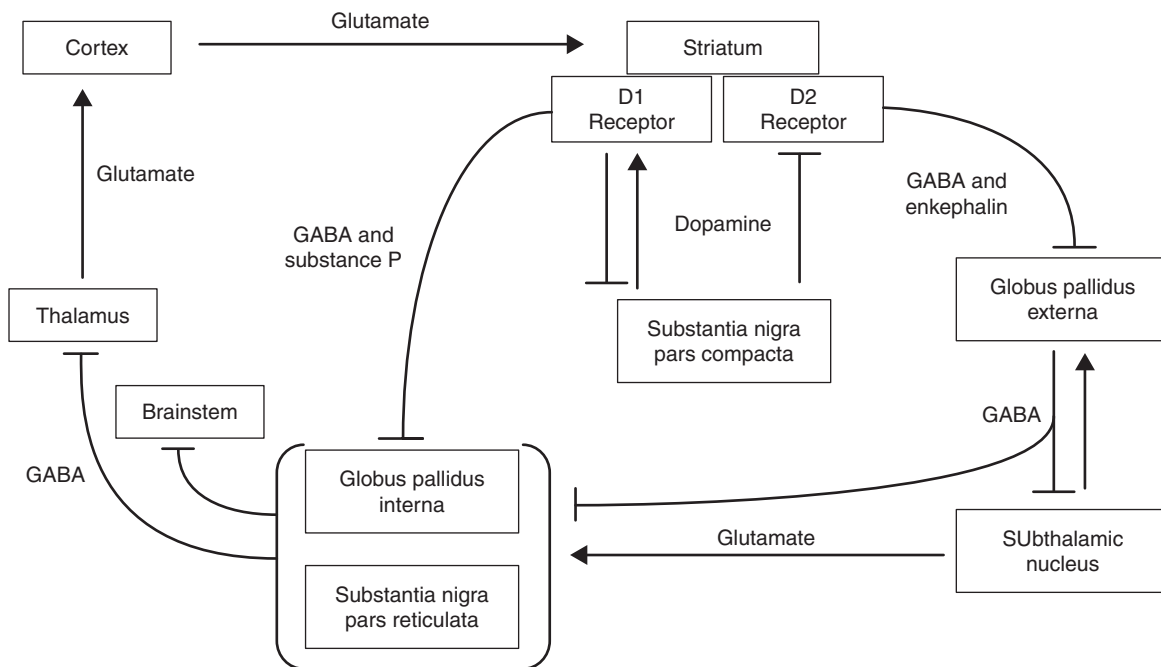 Glutamate
Cortex
Striatum
D1
Receptor
D2
Receptor
Glutamate
GABA and
enkephalin
Dopamine
GABA and
substance P
Globus pallidus
externa
Thalamus
Substantia nigra
pars compacta
Brainstem
GABA
GABA
Globus pallidus
interna
Glutamate
SUbthalamic
nucleus
Substantia nigra
pars reticulata